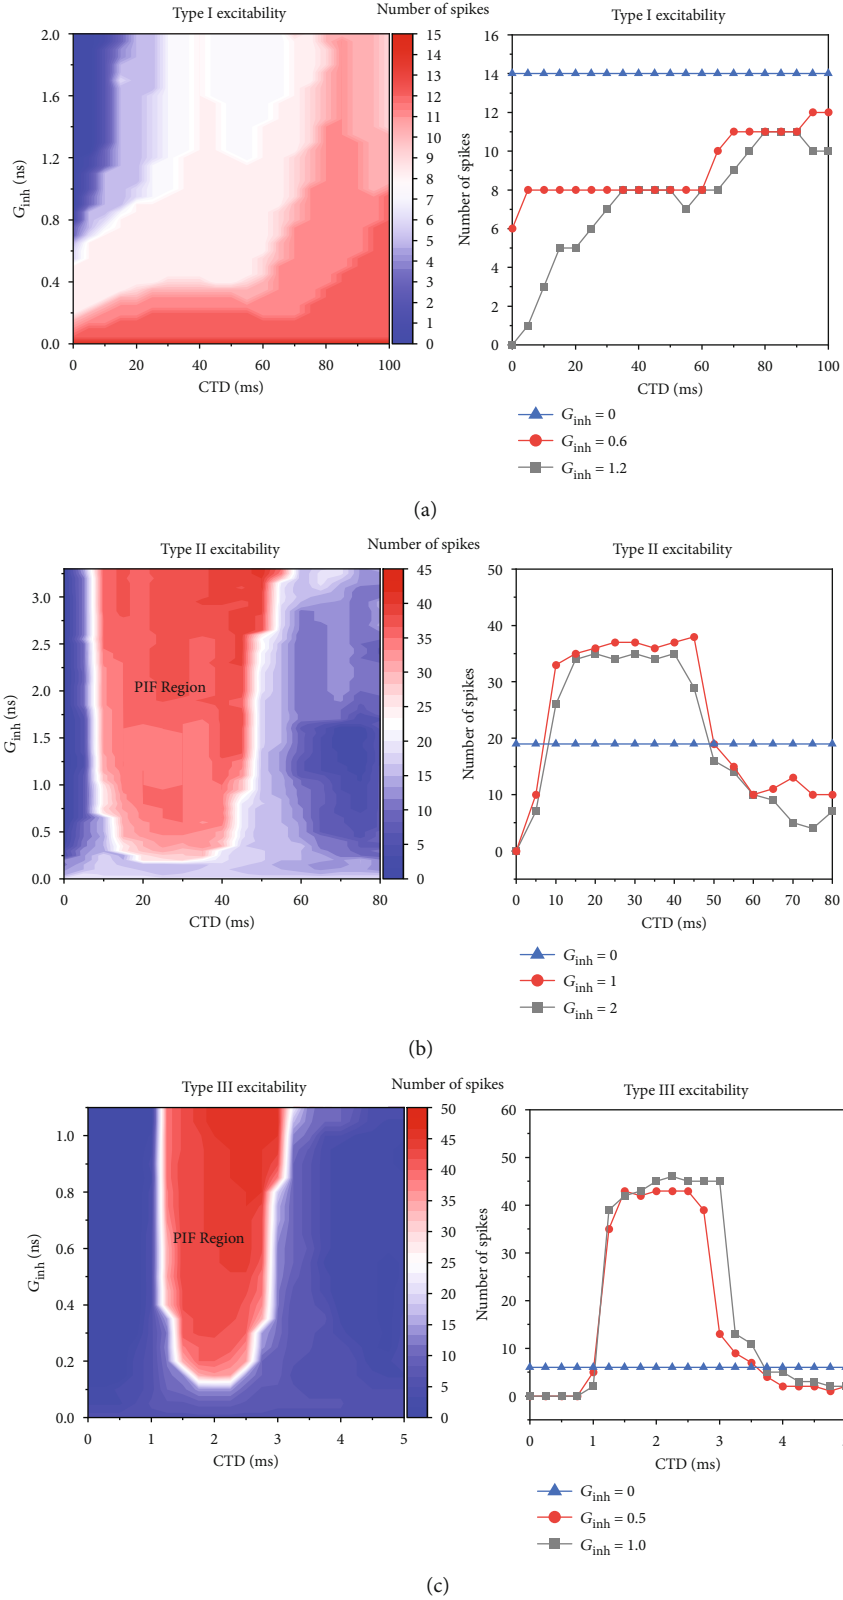 Type I excitability
Number of spikes
Type I excitability
2.0
1.6
1.2
0.8
0.4
0.0
G_inh (ns)
0 20 40 60 80 100
CTD (ms)
15
14
13
12
11
10
9
8
7
6
5
4
3
2
1
0
16
14
12
10
8
6
4
2
0
Number of spikes
0 20 40 60 80 100
CTD (ms)
G_inh = 0
G_inh = 0.6
G_inh = 1.2
(a)
Type II excitability
Number of spikes
Type II excitability
3.0
2.5
2.0
1.5
1.0
0.5
0.0
G_inh (ns)
PIF Region
0 20 40 60 80
CTD (ms)
45
40
35
30
25
20
15
10
5
0
50
40
30
20
10
0
Number of spikes
0 10 20 30 40 50 60 70 80
CTD (ms)
G_inh = 0
G_inh = 1
G_inh = 2
(b)
Type III excitability
Number of spikes
Type III excitability
1.0
0.8
0.6
0.4
0.2
0.0
G_inh (ns)
PIF Region
0 1 2 3 4 5
CTD (ms)
50
45
40
35
30
25
20
15
10
5
0
60
50
40
30
20
10
0
Number of spikes
0 1 2 3 4
CTD (ms)
G_inh = 0
G_inh = 0.5
G_inh = 1.0
(c)